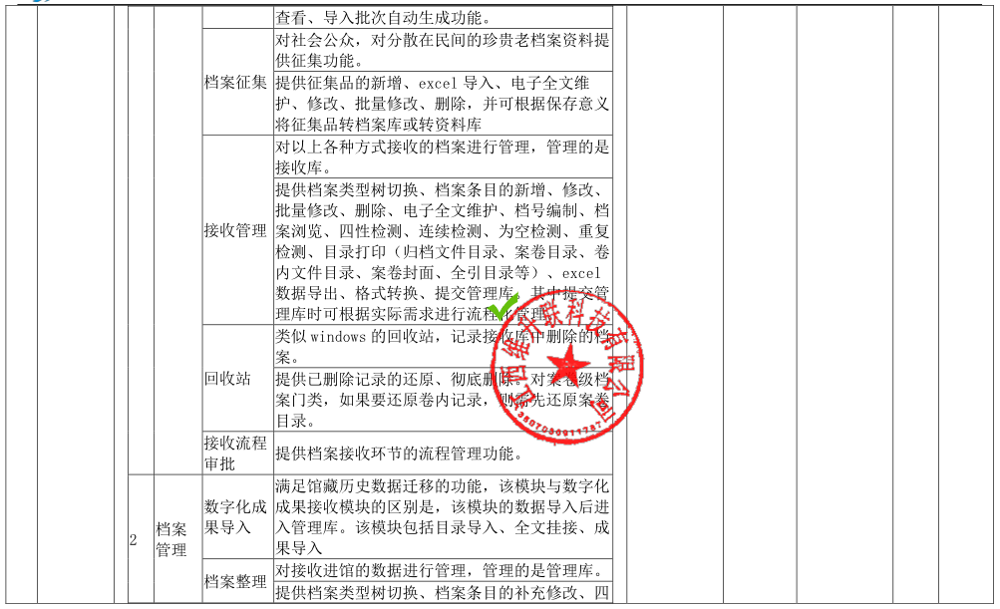 查看、导入批次自动生成功能。
档案征集
对社会公众，对分散在民间的珍贵老档案资料提
供征集功能。
提供征集品的新增、excel 导入、电子全文维
护、修改、批量修改、删除，并可根据保存意义
将征集品转档案库或转资料库
接收管理
对以上各种方式接收的档案进行管理，管理的是
接收库。
提供档案类型树切换、档案条目的新增、修改、
批量修改、删除、电子全文维护、档号编制、档
案浏览、四性检测、连续检测、为空检测、重复
检测、目录打印（归档文件目录、案卷目录、卷
内文件目录、案卷封面、全引目录等）、excel
数据导出、格式转换、提交管理库，其中提交管
理库时可根据实际需求进行流程化管理
回收站
类似 windows 的回收站，记录接收库中删除的档
案。
提供已删除记录的还原、彻底删除。对案卷级档
案门类，如果要还原卷内记录，则需先还原案卷
目录。
接收流程
审批
提供档案接收环节的流程管理功能。
2
档案
管理
数字化成
果导入
满足馆藏历史数据迁移的功能，该模块与数字化
成果接收模块的区别是，该模块的数据导入后进
入管理库。该模块包括目录导入、全文挂接、成
果导入
档案整理
对接收进馆的数据进行管理，管理的是管理库。
提供档案类型树切换、档案条目的补充修改、四
江西维升联科技有限公司